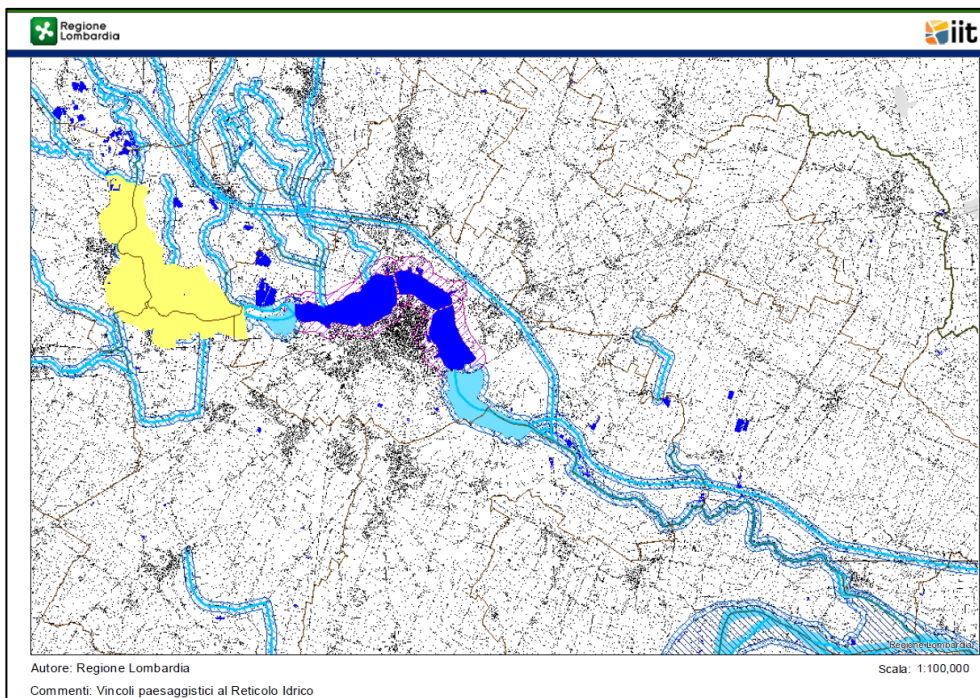 Regione
Lombardia
iit
Regione Lombardia
Autore: Regione Lombardia
Scala: 1:100,000
Commenti: Vincoli paesaggistici al Reticolo Idrico